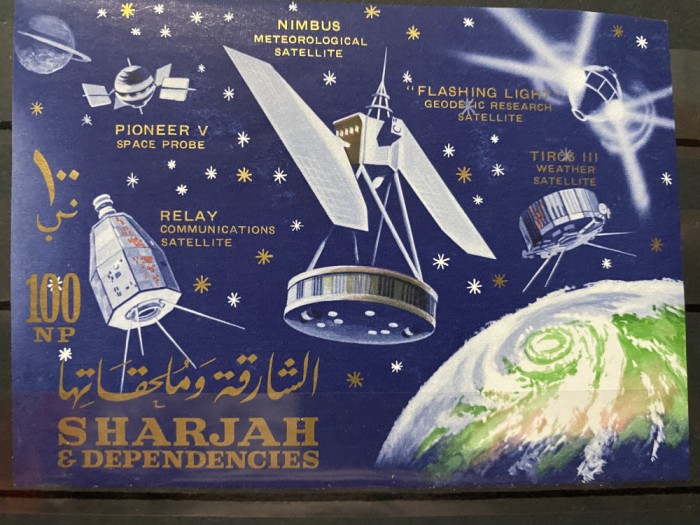 NIMBUS
METEOROLOGICAL
SATELLITE
"FLASHING LIGHT
GEODETIC RESEARCH
SATELLITE
PIONEER V
SPACE PROBE
TIROS III
WEATHER
SATELLITE
١٠٠
نب
RELAY
COMMUNICATIONS
SATELLITE
100
NP
الشارقة وملحقاتها
SHARJAH
& DEPENDENCIES